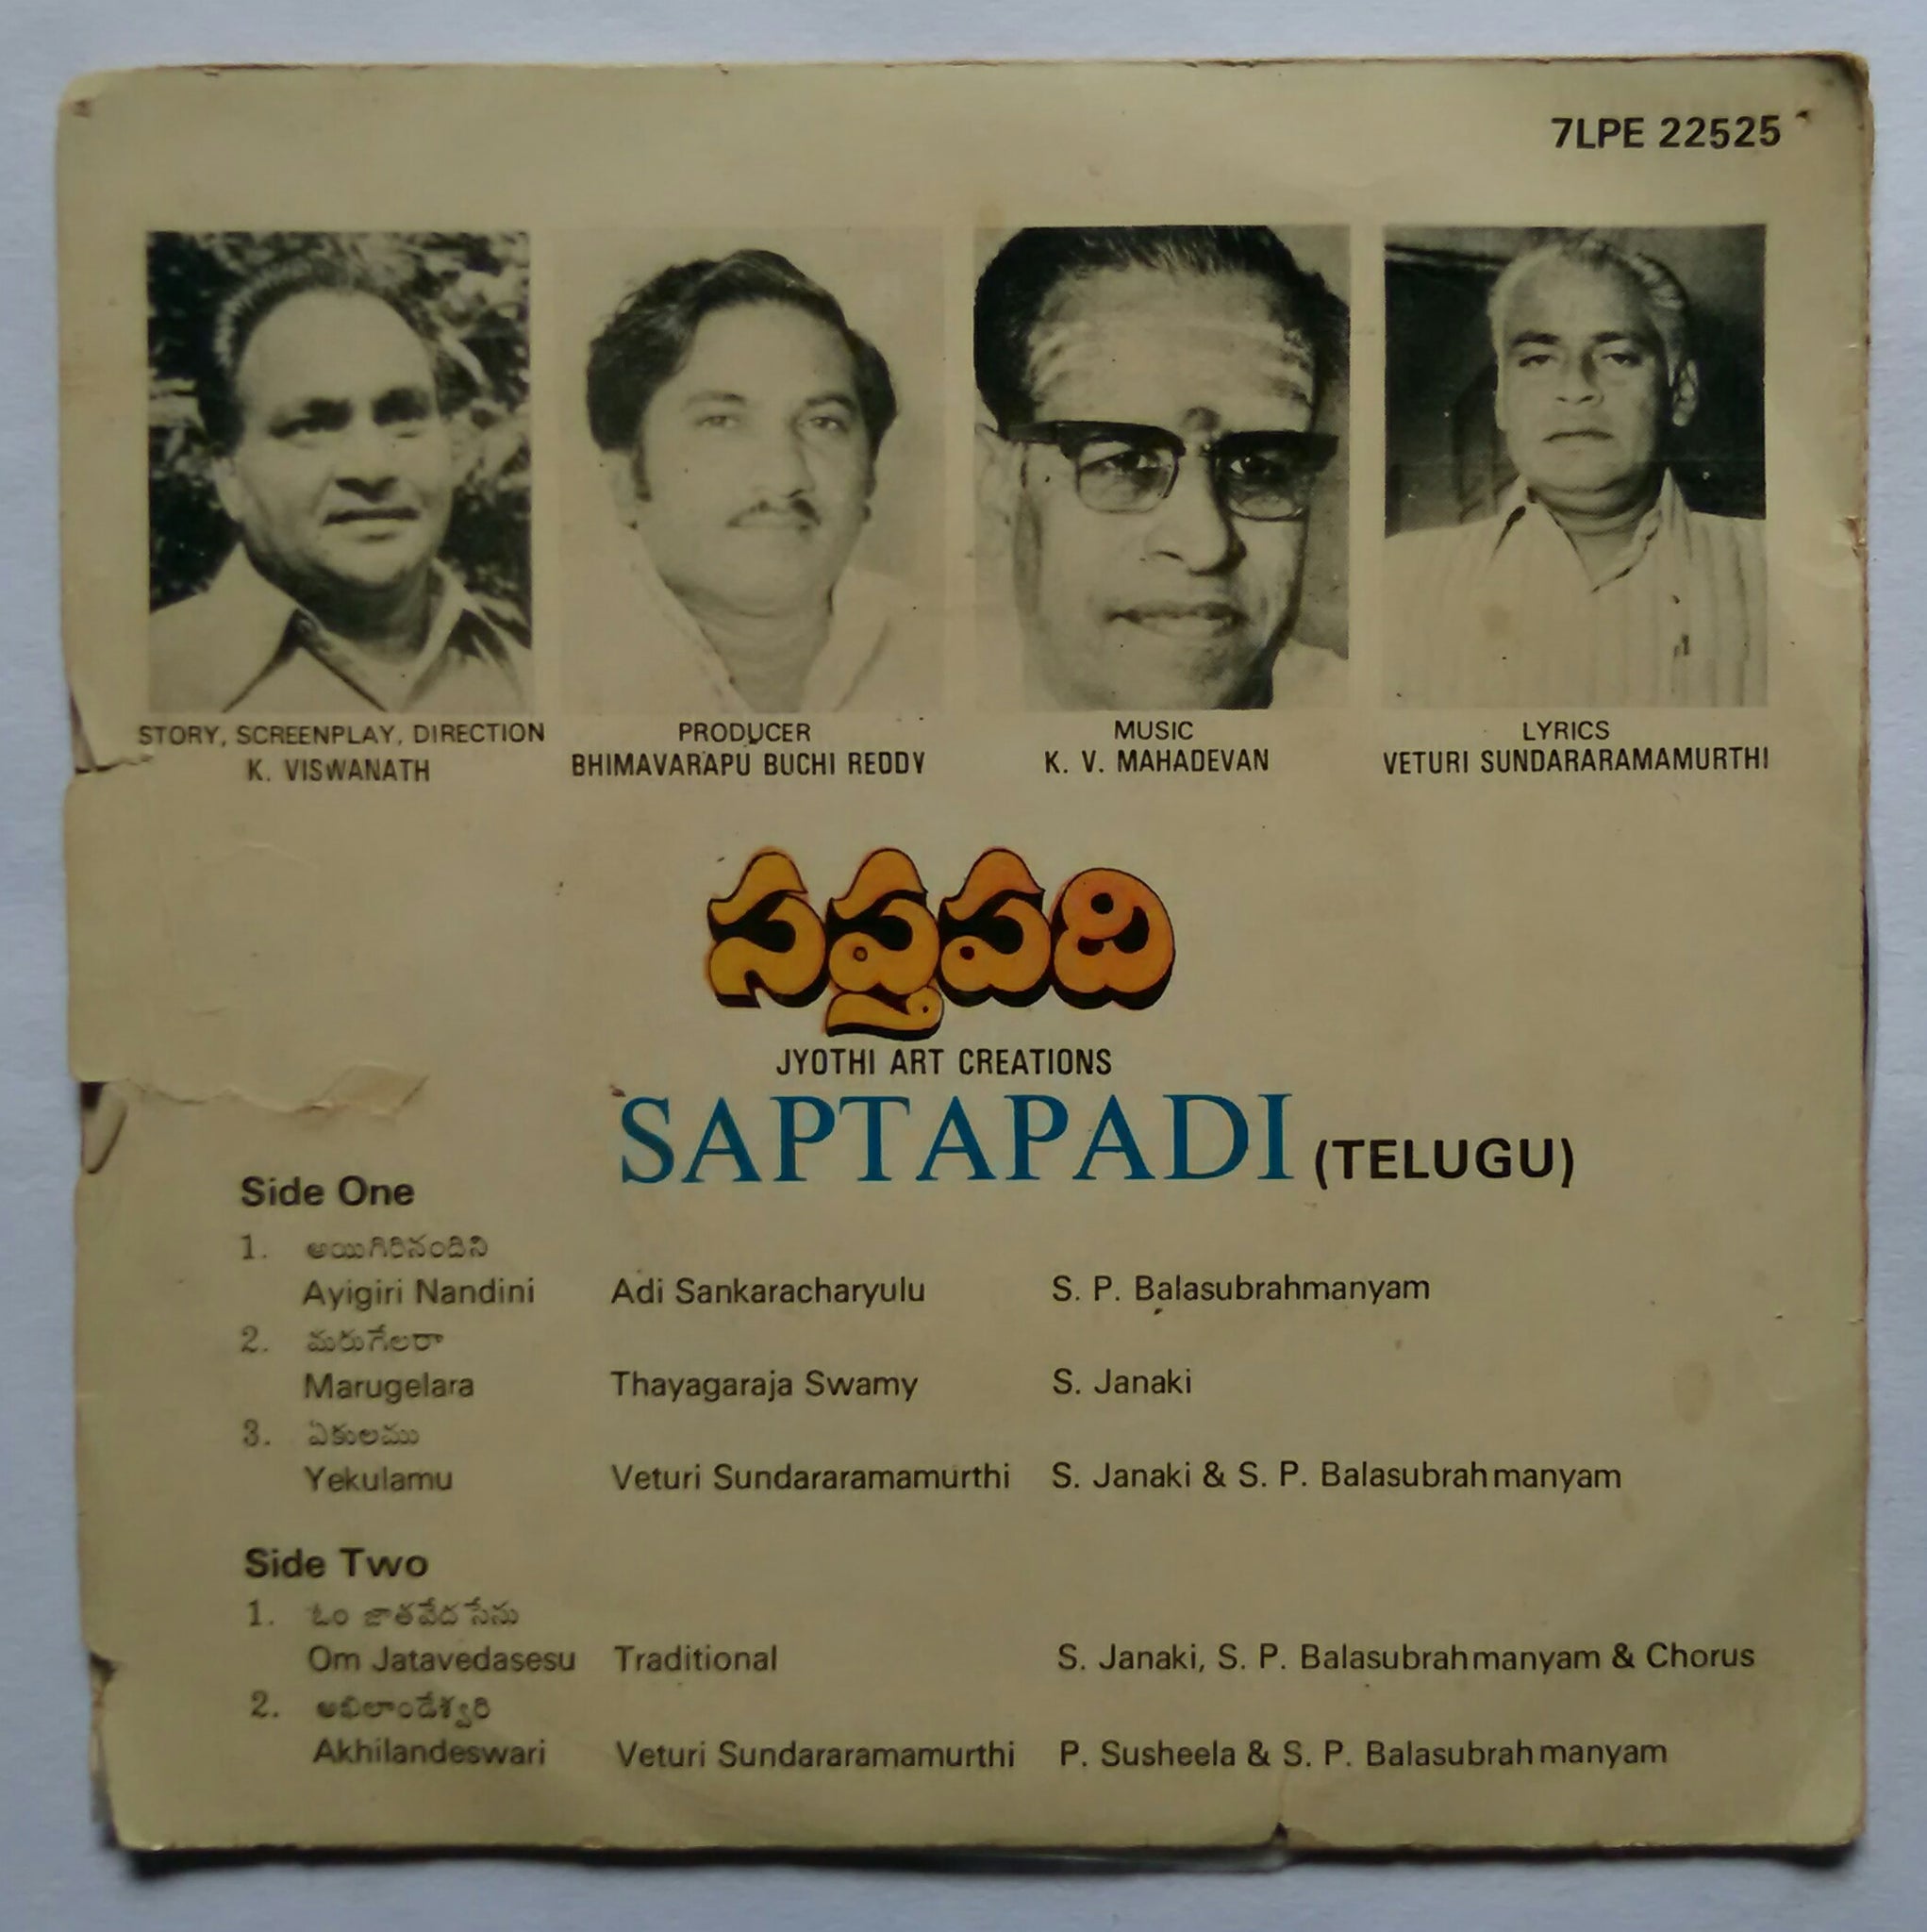 7LPE 22525
STORY, SCREENPLAY, DIRECTION
K. VISWANATH
PRODUCER
BHIMAVARAPU BUCHI REDDY
MUSIC
K. V. MAHADEVAN
LYRICS
VETURI SUNDARARAMAMURTHI
సప్తపది
JYOTHI ART CREATIONS
SAPTAPADI (TELUGU)
Side One
1. అయిగిరినందిని
Ayigiri Nandini Adi Sankaracharyulu S. P. Balasubrahmanyam
2. మరుగేలరా
Marugelara Thayagaraja Swamy S. Janaki
3. ఏకులము
Yekulamu Veturi Sundararamamurthi S. Janaki & S. P. Balasubrahmanyam
Side Two
1. ఓం జాతవేదసేసు
Om Jatavedasesu Traditional S. Janaki, S. P. Balasubrahmanyam & Chorus
2. అఖిలాండేశ్వరి
Akhilandeswari Veturi Sundararamamurthi P. Susheela & S. P. Balasubrahmanyam